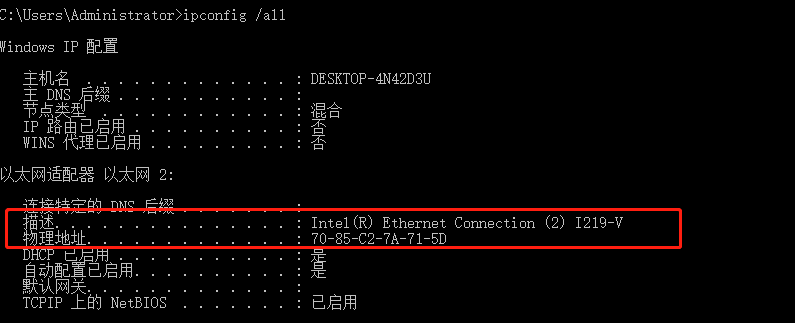 C:\Users\Administrator>ipconfig /all
Windows IP 配置
主机名 . . . . . . . . . . . . . : DESKTOP-4N42D3U
主 DNS 后缀 . . . . . . . . . . . :
节点类型 . . . . . . . . . . . . : 混合
IP 路由已启用 . . . . . . . . . . : 否
WINS 代理已启用 . . . . . . . . . : 否
以太网适配器 以太网 2:
连接特定的 DNS 后缀 . . . . . . . :
描述. . . . . . . . . . . . . . . : Intel(R) Ethernet Connection (2) I219-V
物理地址. . . . . . . . . . . . . : 70-85-C2-7A-71-5D
DHCP 已启用 . . . . . . . . . . . : 是
自动配置已启用. . . . . . . . . . : 是
默认网关. . . . . . . . . . . . . :
TCPIP 上的 NetBIOS . . . . . . . : 已启用